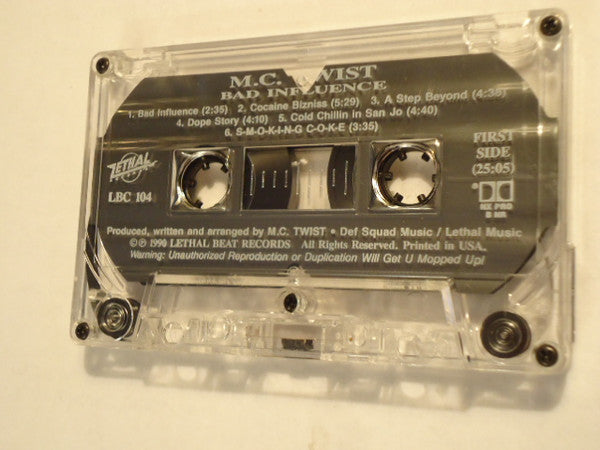 M.C. TWIST
BAD INFLUENCE
1. Bad Influence (2:35) 2. Cocaine Bizniss (5:29) 3. A Step Beyond (4:38)
4. Dope Story (4:10) 5. Cold Chillin in San Jo (4:40)
6. S-M-O-K-I-N-G C-O-K-E (3:35)
LETHAL
LBC 104
FIRST
SIDE
(25:05)
HX PRO
B NR
Produced, written and arranged by M.C. TWIST • Def Squad Music / Lethal Music
©℗ 1990 LETHAL BEAT RECORDS All Rights Reserved. Printed in USA.
Warning: Unauthorized Reproduction or Duplication Will Get U Mopped Up!